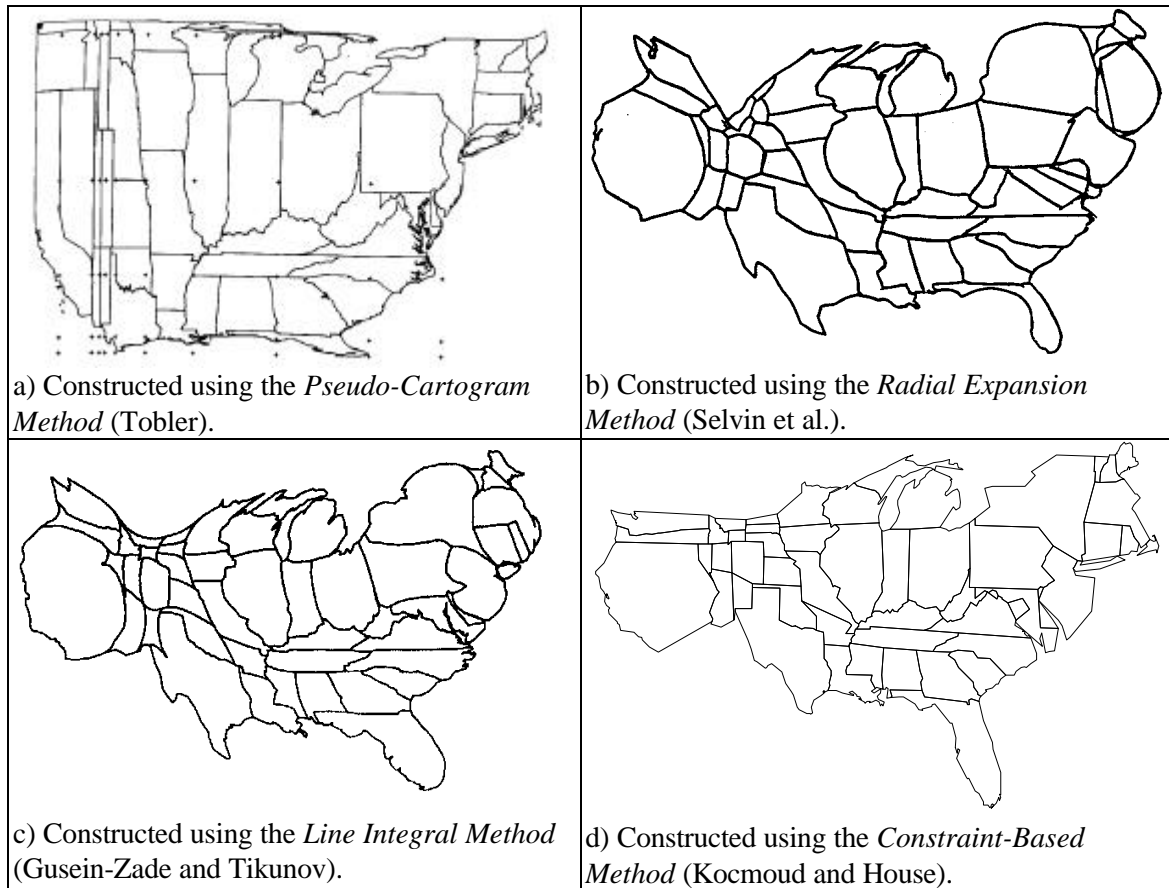 a) Constructed using the Pseudo-Cartogram
Method (Tobler).
b) Constructed using the Radial Expansion
Method (Selvin et al.).
c) Constructed using the Line Integral Method
(Gusein-Zade and Tikunov).
d) Constructed using the Constraint-Based
Method (Kocmoud and House).